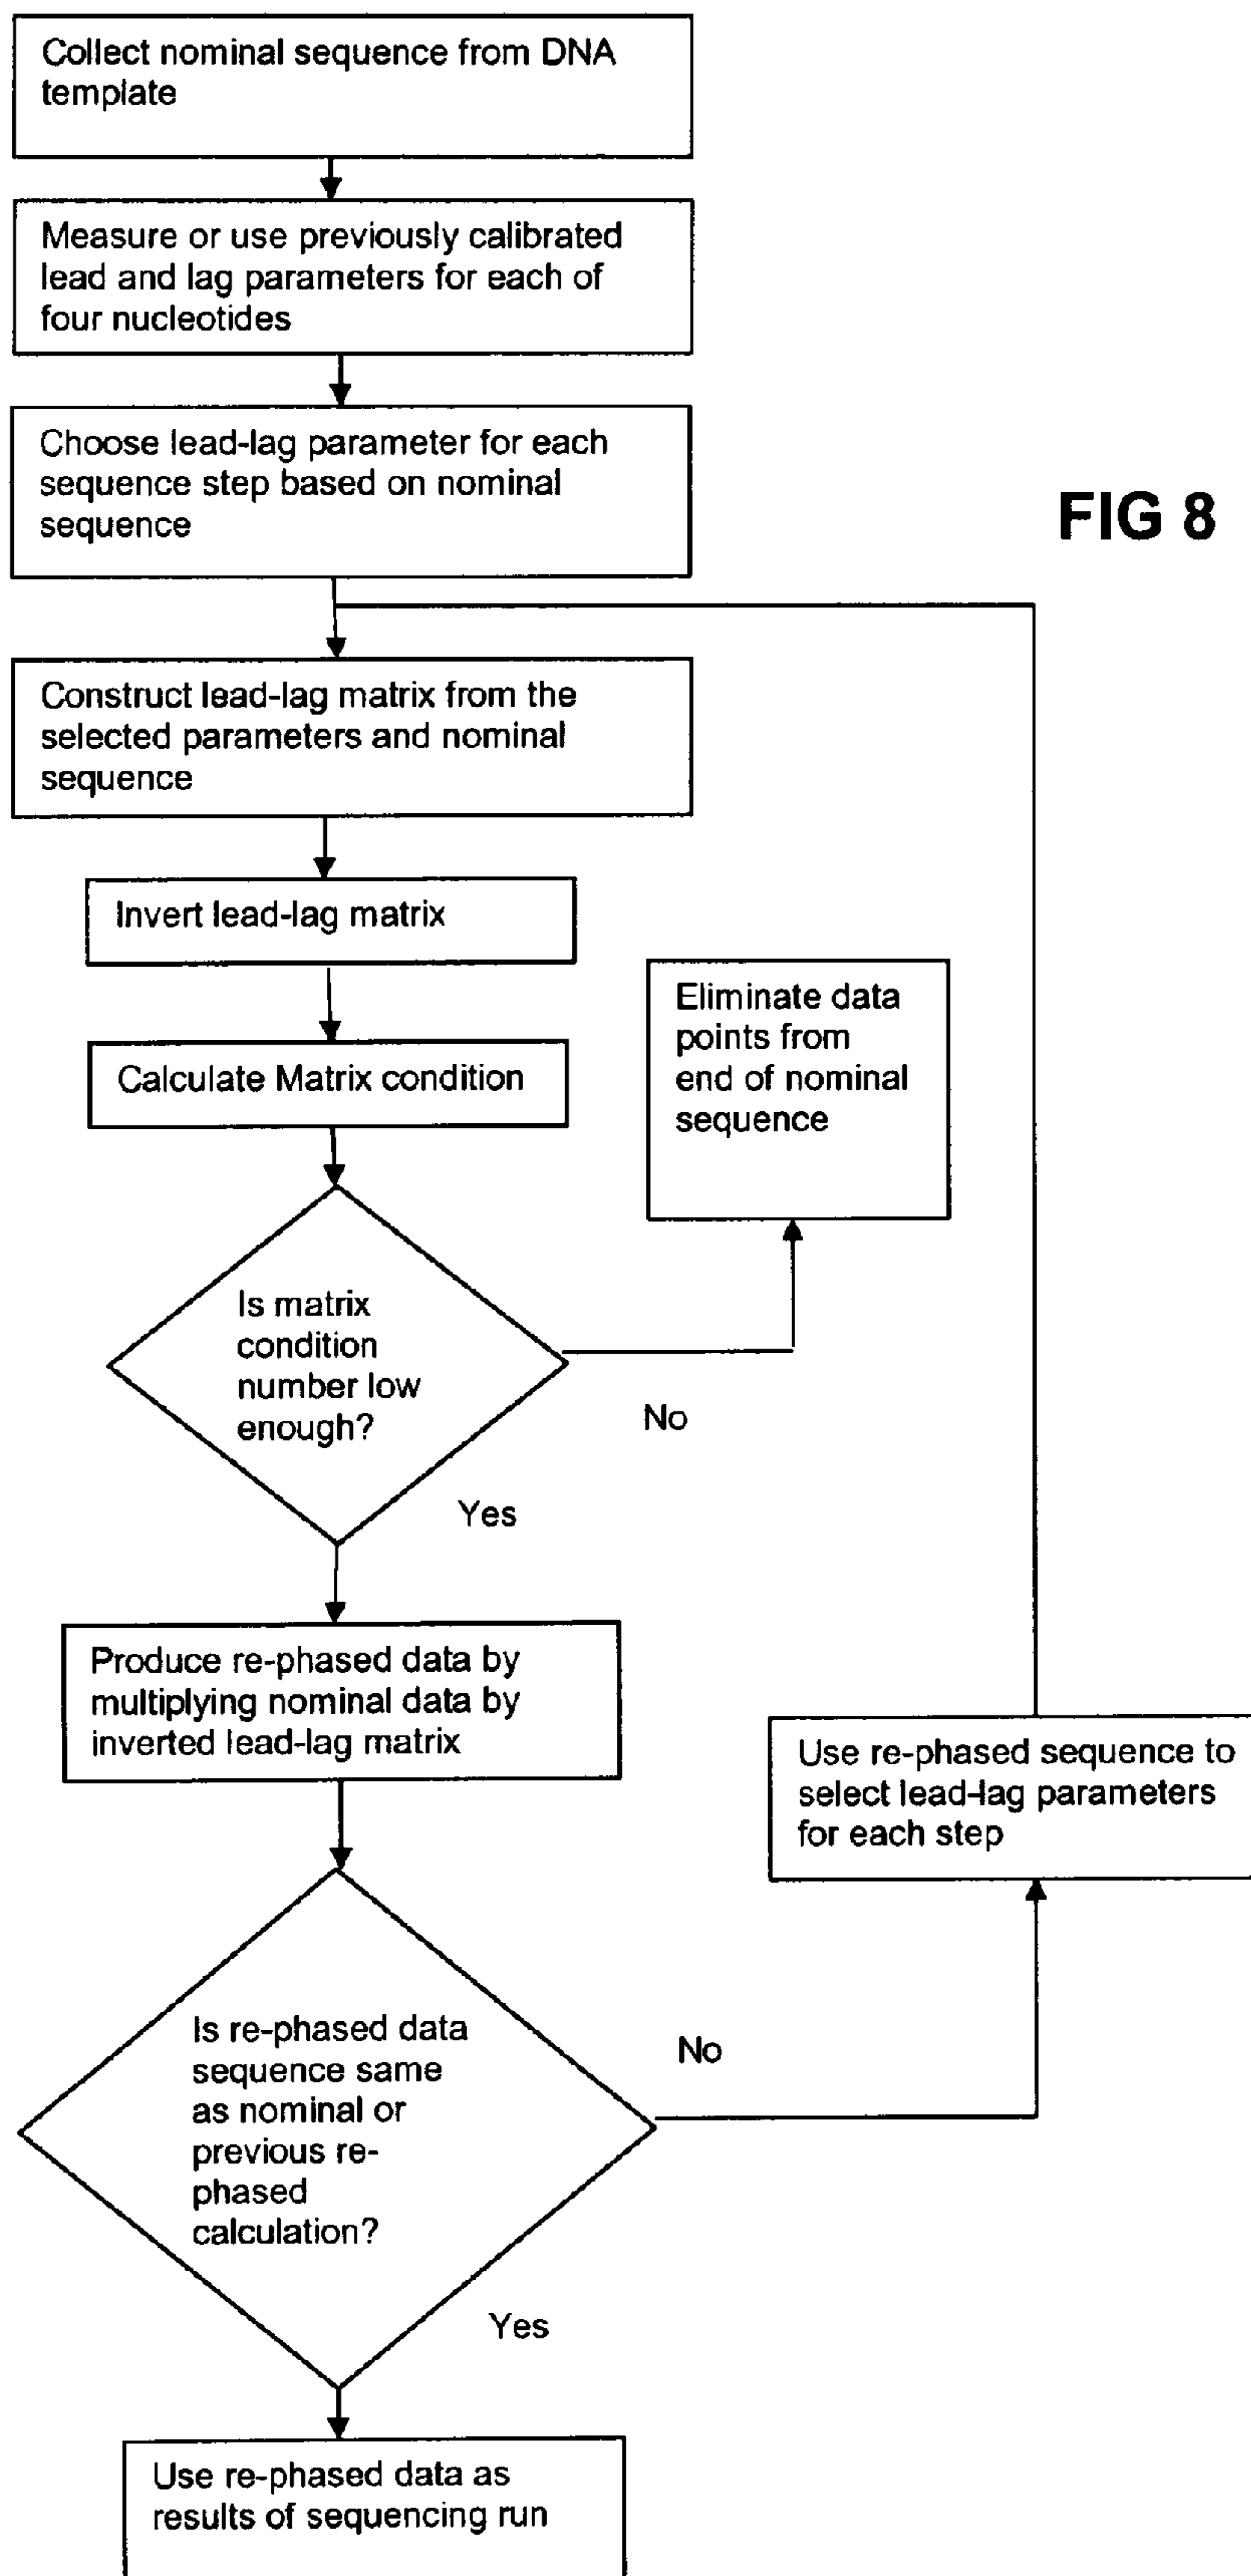 Collect nominal sequence from DNA
template
Measure or use previously calibrated
lead and lag parameters for each of
four nucleotides
Choose lead-lag parameter for each
sequence step based on nominal
sequence
FIG 8
Construct lead-lag matrix from the
selected parameters and nominal
sequence
Invert lead-lag matrix
Eliminate data
points from
end of nominal
sequence
Calculate Matrix condition
Is matrix
condition
number low
enough?
No
Yes
Produce re-phased data by
multiplying nominal data by
inverted lead-lag matrix
Use re-phased sequence to
select lead-lag parameters
for each step
Is re-phased data
sequence same
as nominal or
previous re-
phased
calculation?
No
Yes
Use re-phased data as
results of sequencing run